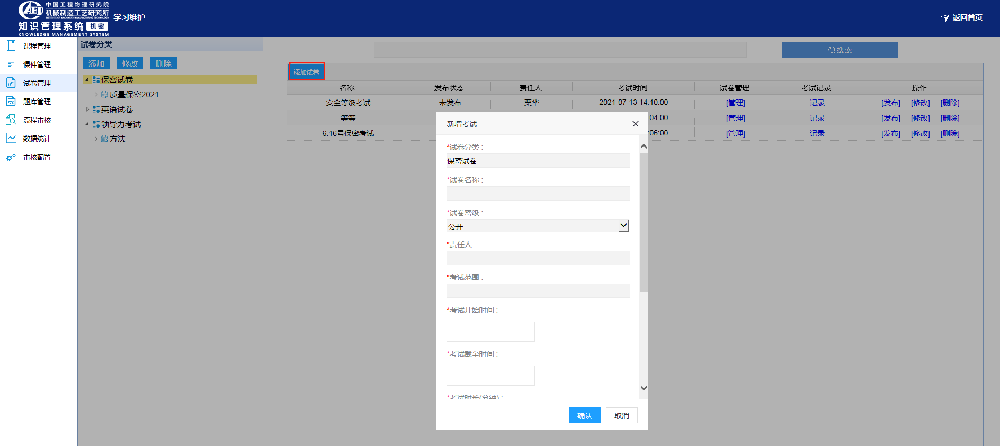 中国工程物理研究院
机械制造工艺研究所
INSTITUTE OF MACHINERY MANUFACTURING TECHNOLOGY
知识管理系统 机密
KNOWLEDGE MANAGEMENT SYSTEM
学习维护
返回首页
课程管理
课件管理
试卷管理
题库管理
流程审核
数据统计
审核配置
试卷分类
添加 修改 删除
保密试卷
质量保密2021
英语试卷
领导力考试
方法
搜索
添加试卷
名称 发布状态 责任人 考试时间 试卷管理 考试记录 操作
安全等级考试 未发布 栗华 2021-07-13 14:10:00 [管理] 记录 [发布] [修改] [删除]
等等 :04:00 [管理] 记录 [发布] [修改] [删除]
6.16号保密考试 :06:00 [管理] 记录 [发布] [修改] [删除]
新增考试
*试卷分类 :
保密试卷
*试卷名称 :
*试卷密级 :
公开
*责任人 :
*考试范围 :
*考试开始时间 :
*考试截至时间 :
*考试时长(分钟) :
确认 取消